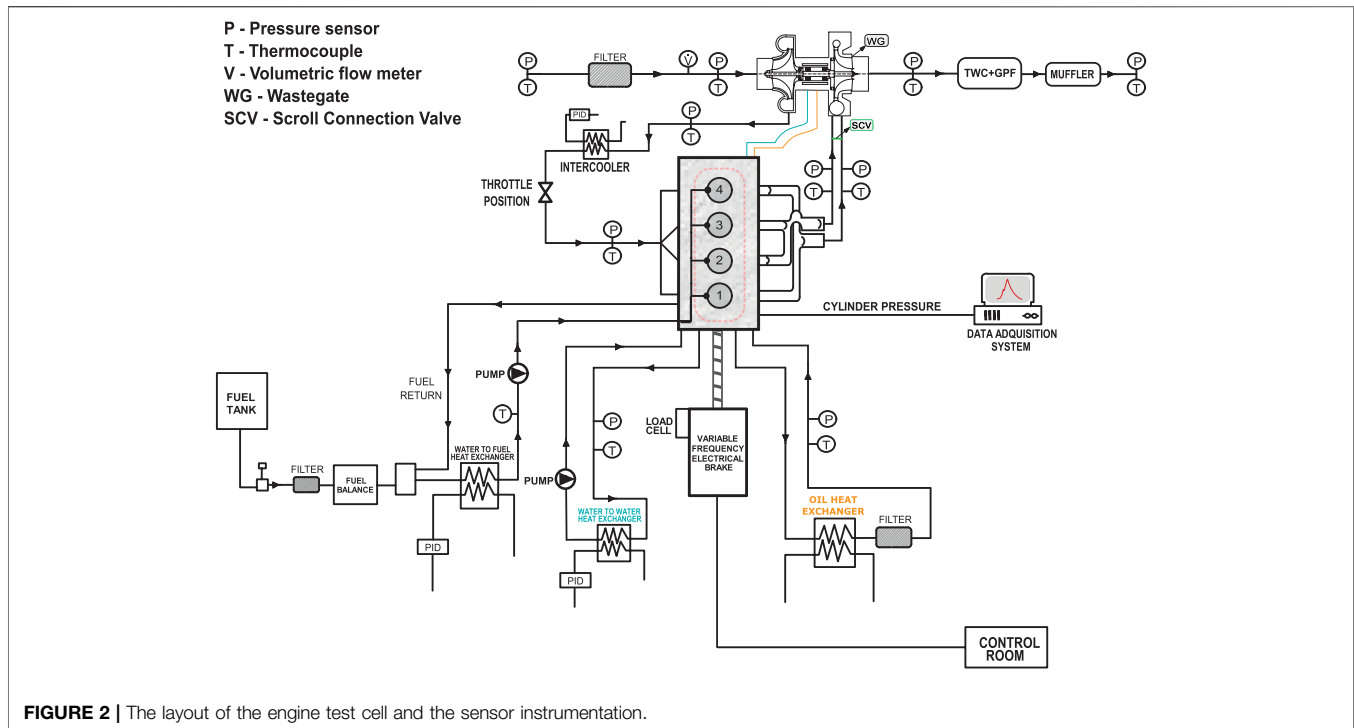 P - Pressure sensor
T - Thermocouple
V - Volumetric flow meter
WG - Wastegate
SCV - Scroll Connection Valve
P
T
FILTER
V̇
P
T
WG
P
T
TWC+GPF
MUFFLER
P
T
PID
INTERCOOLER
P
T
SCV
P
P
T
T
THROTTLE
POSITION
P
T
4
3
2
1
CYLINDER PRESSURE
DATA ADQUISITION
SYSTEM
FUEL
RETURN
PUMP
T
FUEL
TANK
FILTER
FUEL
BALANCE
WATER TO FUEL
HEAT EXCHANGER
PID
PUMP
P
T
WATER TO WATER
HEAT EXCHANGER
PID
LOAD
CELL
VARIABLE
FREQUENCY
ELECTRICAL
BRAKE
P
T
OIL HEAT
EXCHANGER
FILTER
CONTROL
ROOM
FIGURE 2 | The layout of the engine test cell and the sensor instrumentation.